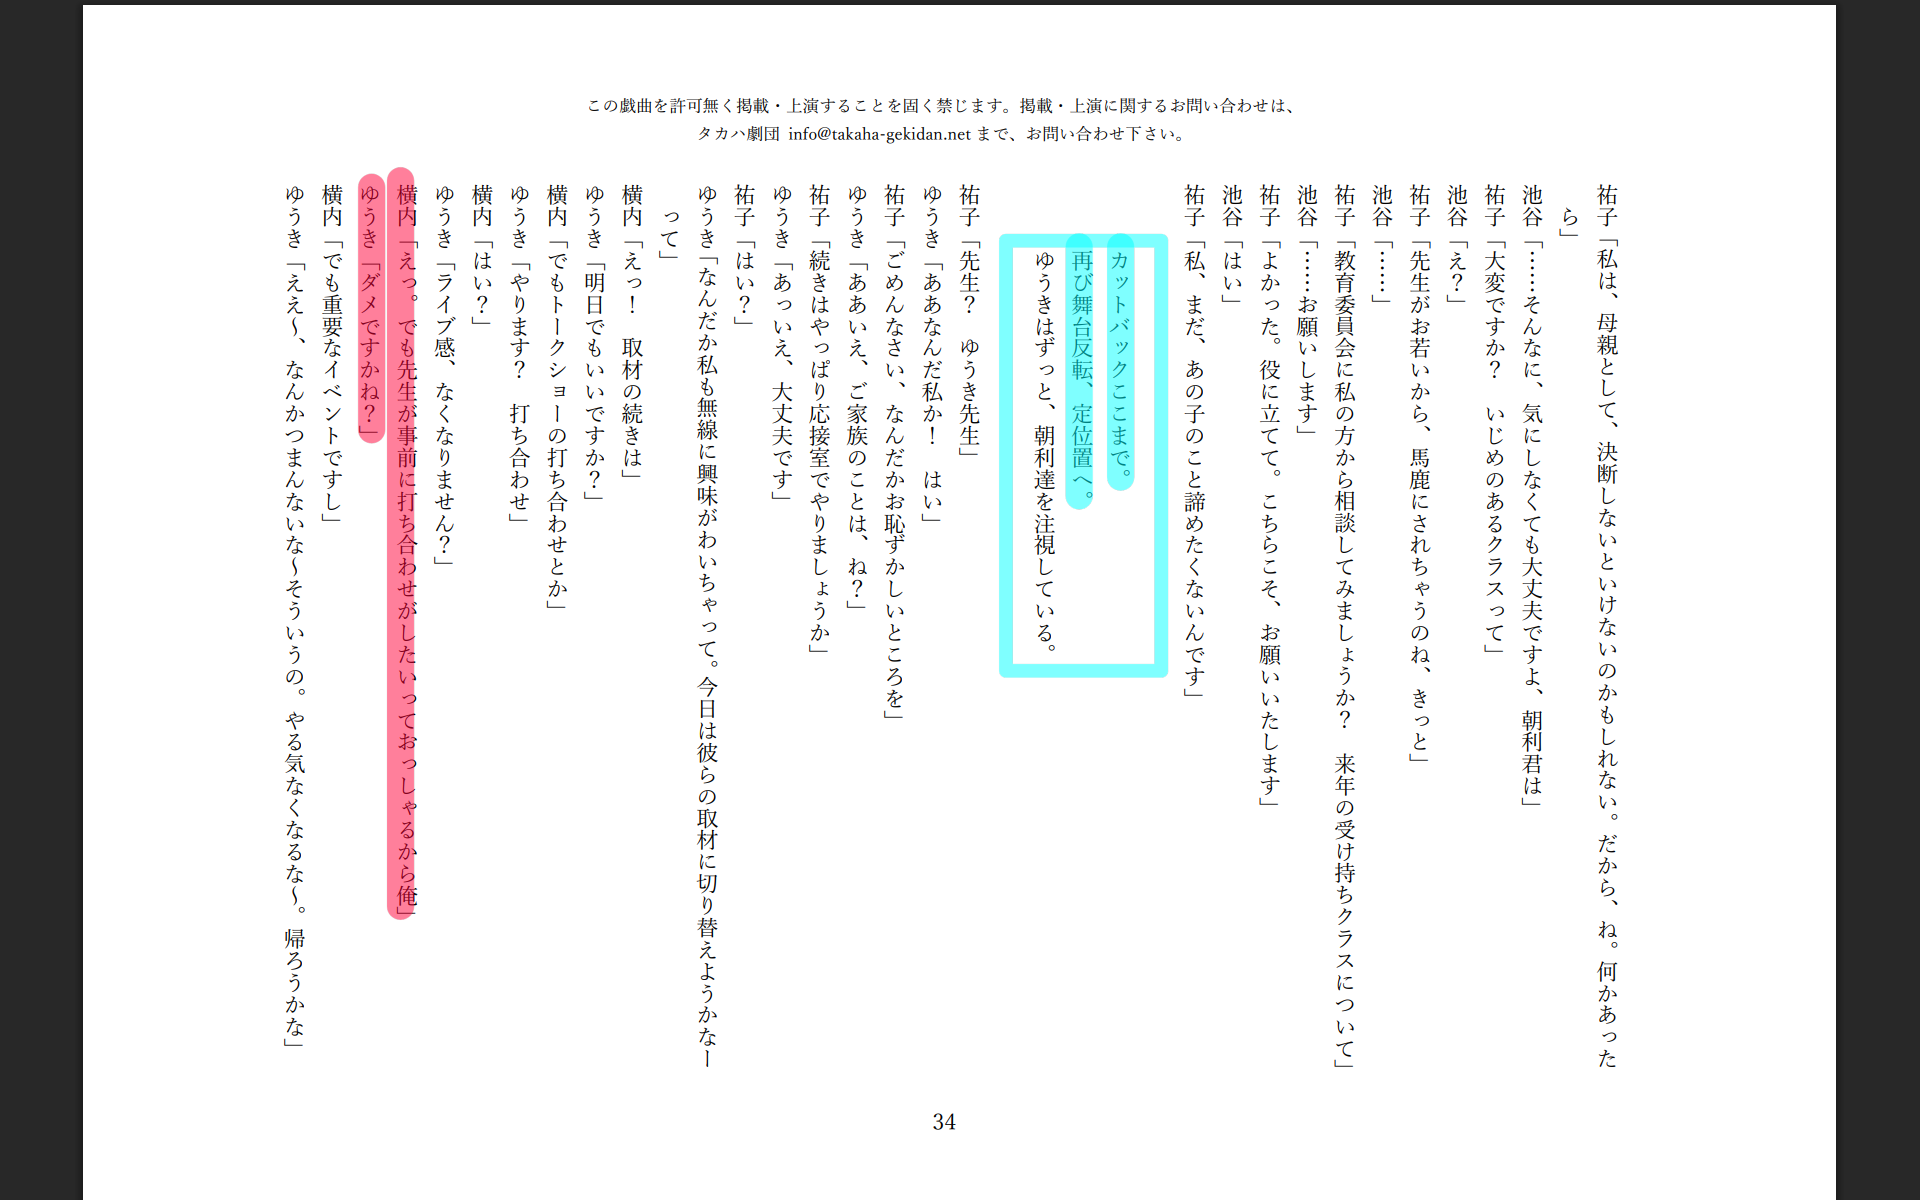 この戯曲を許可無く掲載・上演することを固く禁じます。掲載・上演に関するお問い合わせは、
タカハ劇団 info@takaha-gekidan.net まで、お問い合わせ下さい。
祐子「私は、母親として、決断しないといけないのかもしれない。だから、ね。何かあった
ら」
池谷「……そんなに、気にしなくても大丈夫ですよ、朝利君は」
祐子「大変ですか？　いじめのあるクラスって」
池谷「え？」
祐子「先生がお若いから、馬鹿にされちゃうのね、きっと」
池谷「……」
祐子「教育委員会に私の方から相談してみましょうか？　来年の受け持ちクラスについて」
池谷「……お願いします」
祐子「よかった。役に立てて。こちらこそ、お願いいたします」
池谷「はい」
祐子「私、まだ、あの子のこと諦めたくないんです」
カットバックここまで。
再び舞台反転、定位置へ。
ゆうきはずっと、朝利達を注視している。
祐子「先生？　ゆうき先生」
ゆうき「ああなんだ私か！　はい」
祐子「ごめんなさい、なんだかお恥ずかしいところを」
ゆうき「ああいえ、ご家族のことは、ね？」
祐子「続きはやっぱり応接室でやりましょうか」
ゆうき「あっいえ、大丈夫です」
祐子「はい？」
ゆうき「なんだか私も無線に興味がわいちゃって。今日は彼らの取材に切り替えようかなー
って」
横内「えっ！　取材の続きは」
ゆうき「明日でもいいですか？」
横内「でもトークショーの打ち合わせとか」
ゆうき「やります？　打ち合わせ」
横内「はい？」
ゆうき「ライブ感、なくなりません？」
横内「えっ。でも先生が事前に打ち合わせがしたいっておっしゃるから俺」
ゆうき「ダメですかね？」
横内「でも重要なイベントですし」
ゆうき「ええ〜、なんかつまんないな〜そういうの。やる気なくなるな〜。帰ろうかな」
34